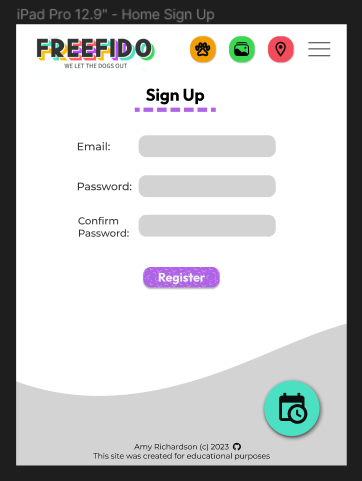 iPad Pro 12.9" - Home Sign Up
FREEFIDO
WE LET THE DOGS OUT
Sign Up
Email:
Password:
Confirm
Password:
Register
Amy Richardson (c) 2023
This site was created for educational purposes